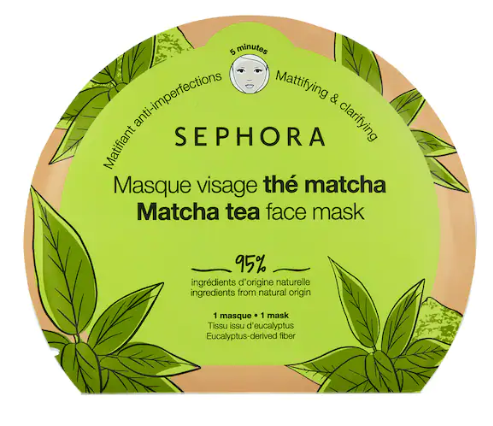 5 minutes
Matifiant anti-imperfections
Mattifying & clarifying
SEPHORA
Masque visage thé matcha
Matcha tea face mask
95%
ingrédients d'origine naturelle
ingredients from natural origin
1 masque • 1 mask
Tissu issu d'eucalyptus
Eucalyptus-derived fiber